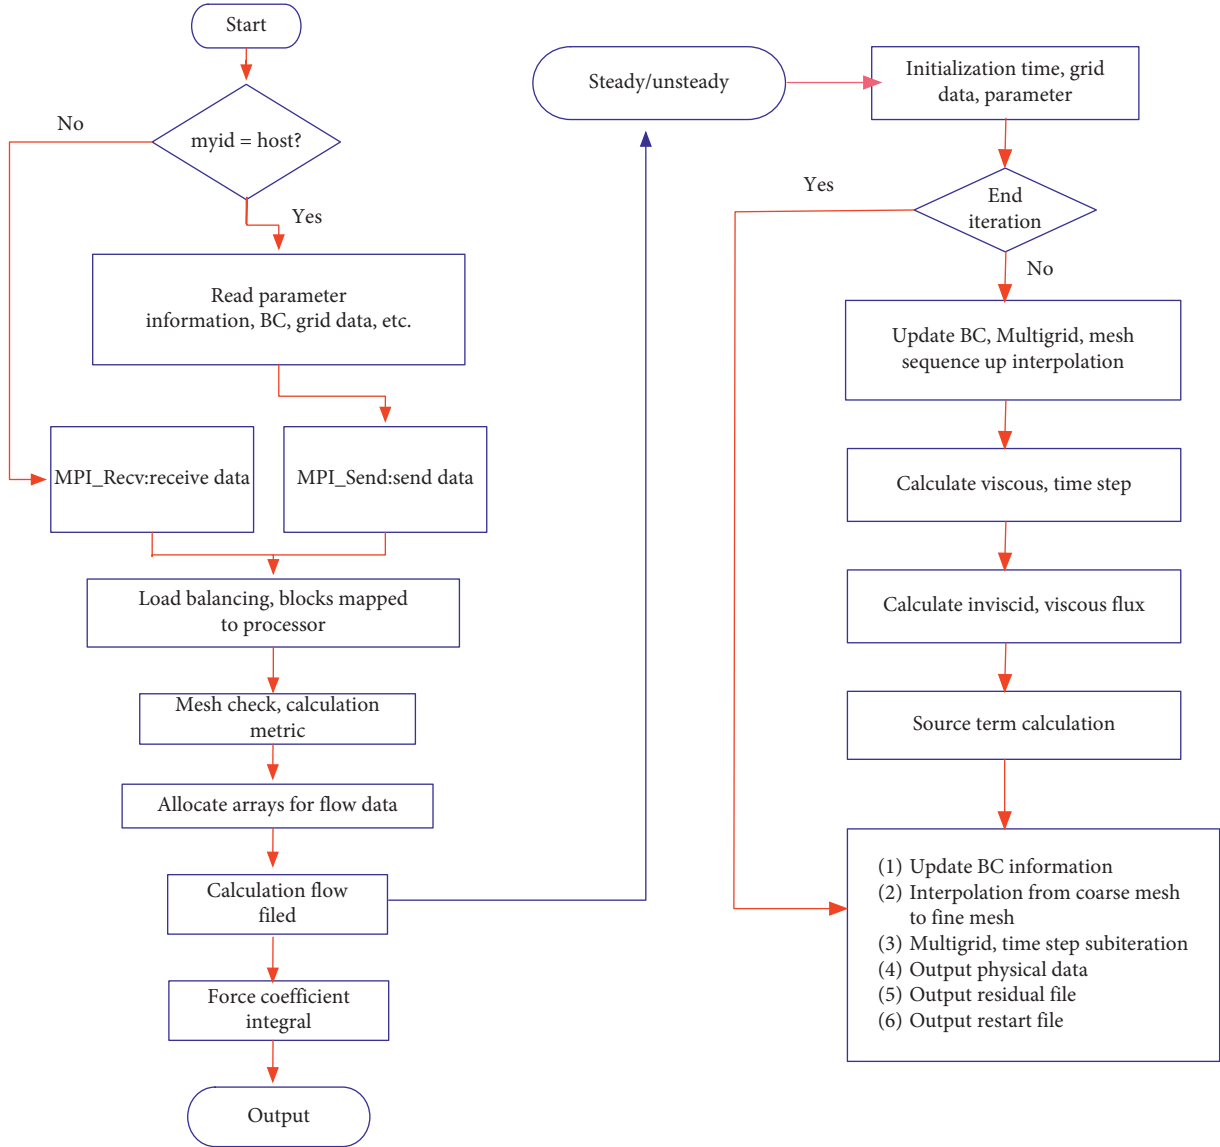 Start
myid = host?
No
Yes
Read parameter
information, BC, grid data, etc.
MPI_Recv:receive data
MPI_Send:send data
Load balancing, blocks mapped
to processor
Mesh check, calculation
metric
Allocate arrays for flow data
Calculation flow
filed
Force coefficient
integral
Output
Steady/unsteady
Initialization time, grid
data, parameter
End
iteration
Yes
No
Update BC, Multigrid, mesh
sequence up interpolation
Calculate viscous, time step
Calculate inviscid, viscous flux
Source term calculation
(1) Update BC information
(2) Interpolation from coarse mesh
to fine mesh
(3) Multigrid, time step subiteration
(4) Output physical data
(5) Output residual file
(6) Output restart file